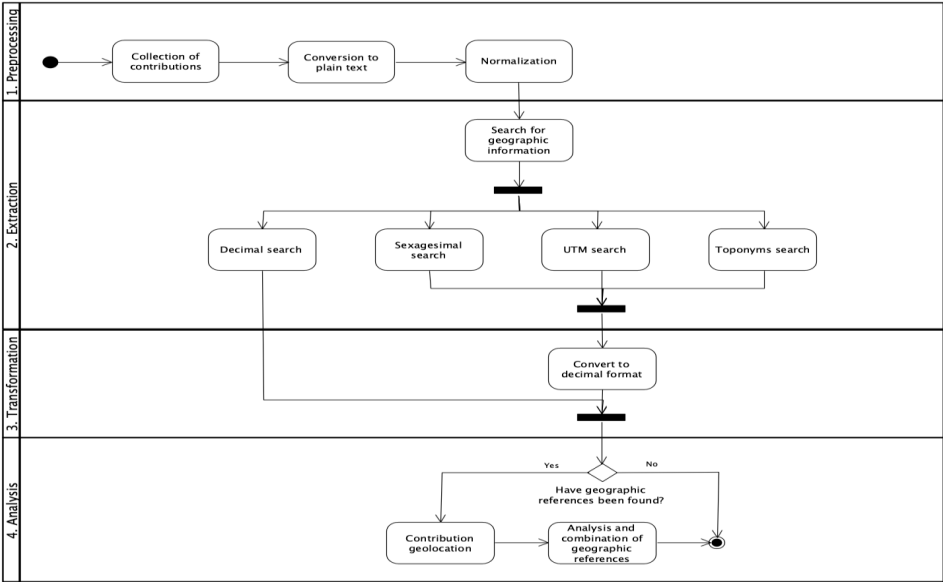 1. Preprocessing
Collection of
contributions
Conversion to
plain text
Normalization
2. Extraction
Search for
geographic
information
Decimal search
Sexagesimal
search
UTM search
Toponyms search
3. Transformation
Convert to
decimal format
4. Analysis
Yes
No
Have geographic
references been found?
Contribution
geolocation
Analysis and
combination of
geographic
references